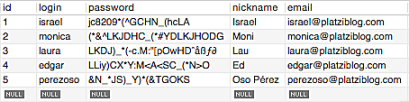 id login password nickname email
1 israel jc8209*(^GCHN_(hcLA Israel israel@platziblog.com
2 monica (*&^LKJDHC_(*#YDLKJHODG Moni monica@platziblog.com
3 laura LKDJ)_*(-c.M:"[pOwHDˆåßƒ∂ Lau laura@platziblog.com
4 edgar LLiy)CX*Y:M<A<SC_(*N>O Ed edgar@platziblog.com
5 perezoso &N_*JS)_Y)*(&TGOKS Oso Pérez perezoso@platziblog.com
NULL NULL NULL NULL NULL